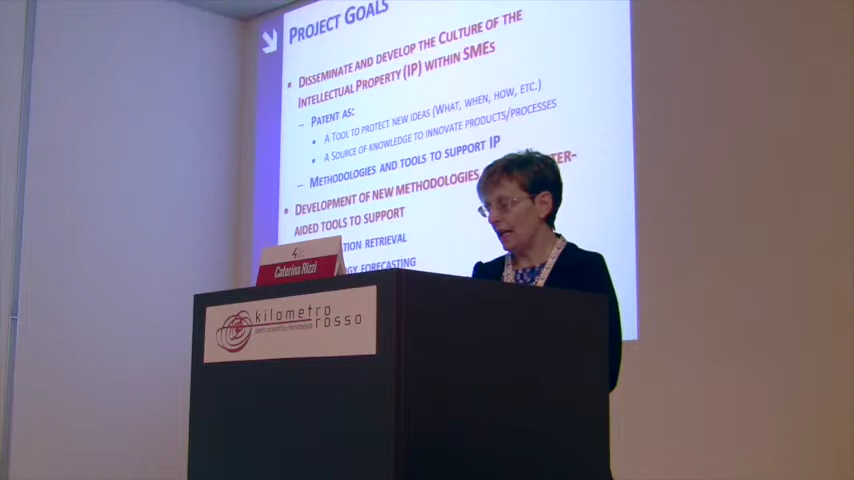 PROJECT GOALS
▪ DISSEMINATE AND DEVELOP THE CULTURE OF THE
INTELLECTUAL PROPERTY (IP) WITHIN SMES
– PATENT AS:
• A TOOL TO PROTECT NEW IDEAS (WHAT, WHEN, HOW, ETC.)
• A SOURCE OF KNOWLEDGE TO INNOVATE PRODUCTS/PROCESSES
– METHODOLOGIES AND TOOLS TO SUPPORT IP
▪ DEVELOPMENT OF NEW METHODOLOGIES
AIDED TOOLS TO SUPPORT
RETRIEVAL
FORECASTING
Caterina Rizzi
kilometro
rosso